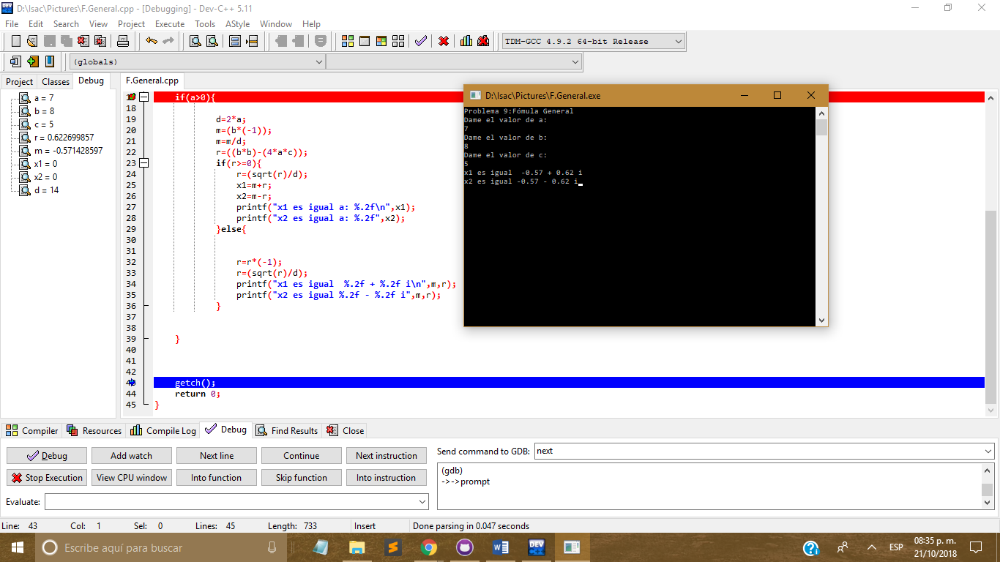 D:\Isac\Pictures\F.General.cpp - [Debugging] - Dev-C++ 5.11
File Edit Search View Project Execute Tools AStyle Window Help
TDM-GCC 4.9.2 64-bit Release
(globals)
Project Classes Debug
a = 7
b = 8
c = 5
r = 0.622699857
m = -0.571428597
x1 = 0
x2 = 0
d = 14
F.General.cpp
if(a>0){
18
19 d=2*a;
20 m=(b*(-1));
21 m=m/d;
22 r=((b*b)-(4*a*c));
23 if(r>=0){
24 r=(sqrt(r)/d);
25 x1=m+r;
26 x2=m-r;
27 printf("x1 es igual a: %.2f\n",x1);
28 printf("x2 es igual a: %.2f",x2);
29 }else{
30
31
32 r=r*(-1);
33 r=(sqrt(r)/d);
34 printf("x1 es igual  %.2f + %.2f i\n",m,r);
35 printf("x2 es igual %.2f - %.2f i",m,r);
36 }
37
38
39 }
40
41
42
getch();
44 return 0;
45 }
D:\Isac\Pictures\F.General.exe
Problema 9:Fómula General
Dame el valor de a:
7
Dame el valor de b:
8
Dame el valor de c:
5
x1 es igual  -0.57 + 0.62 i
x2 es igual -0.57 - 0.62 i
Compiler Resources Compile Log Debug Find Results Close
Debug Add watch Next line Continue Next instruction
Stop Execution View CPU window Into function Skip function Into instruction
Evaluate:
Send command to GDB: next
(gdb)
->->prompt
Line: 43 Col: 1 Sel: 0 Lines: 45 Length: 733 Insert Done parsing in 0.047 seconds
Escribe aquí para buscar
DEV
ESP
08:35 p. m.
21/10/2018